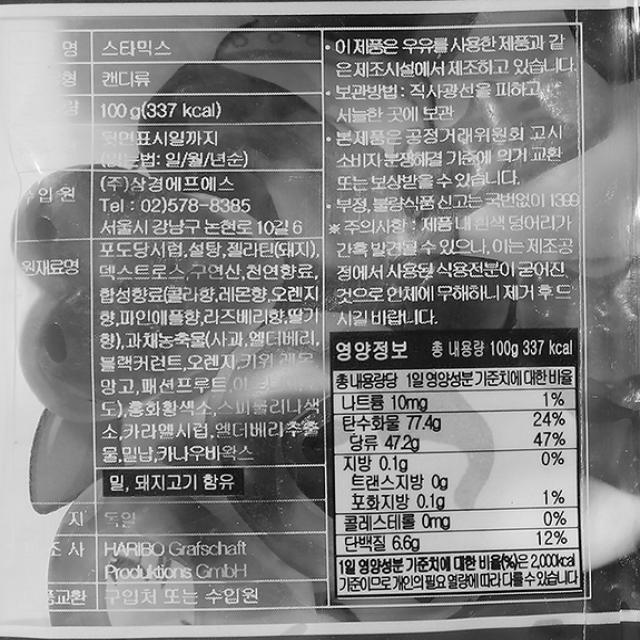 명 스타믹스
형 캔디류
량 100 g(337 kcal)
뒷면표시일까지
(읽는법: 일/월/년순)
수입원 (주)삼경에프에스
Tel : 02)578-8385
서울시 강남구 논현로 10길 6
원재료명 포도당시럽,설탕,젤라틴(돼지),
덱스트로스,구연산,천연향료,
합성향료(콜라향,레몬향,오렌지
향,파인애플향,라즈베리향,딸기
향),과채농축물(사과,엘더베리,
블랙커런트,오렌지,키위,레몬,
망고,패션프루트,
도),홍화황색소,스피룰리나색
소,카라멜시럽,엘더베리추출
물,밀납,카나우바왁스
밀, 돼지고기 함유
지 독일
조 사 HARIBO Grafschaft
Produktions GmbH
품교환 구입처 또는 수입원
• 이 제품은 우유를 사용한 제품과 같
은 제조시설에서 제조하고 있습니다.
• 보관방법 : 직사광선을 피하고,
서늘한 곳에 보관
• 본제품은 공정거래위원회 고시
소비자 분쟁해결 기준에 의거 교환
또는 보상받을 수 있습니다.
• 부정, 불량식품 신고는 국번없이 1399
※ 주의사항 : 제품 내 흰색 덩어리가
간혹 발견될 수 있으나, 이는 제조공
정에서 사용된 식용전분이 굳어진
것으로 인체에 무해하니 제거 후 드
시길 바랍니다.
영양정보 총 내용량 100g 337 kcal
총 내용량당 1일 영양성분 기준치에 대한 비율
나트륨 10mg 1%
탄수화물 77.4g 24%
당류 47.2g 47%
지방 0.1g 0%
트랜스지방 0g
포화지방 0.1g 1%
콜레스테롤 0mg 0%
단백질 6.6g 12%
1일 영양성분 기준치에 대한 비율(%)은 2,000kcal
기준이므로 개인의 필요 열량에 따라 다를 수 있습니다.